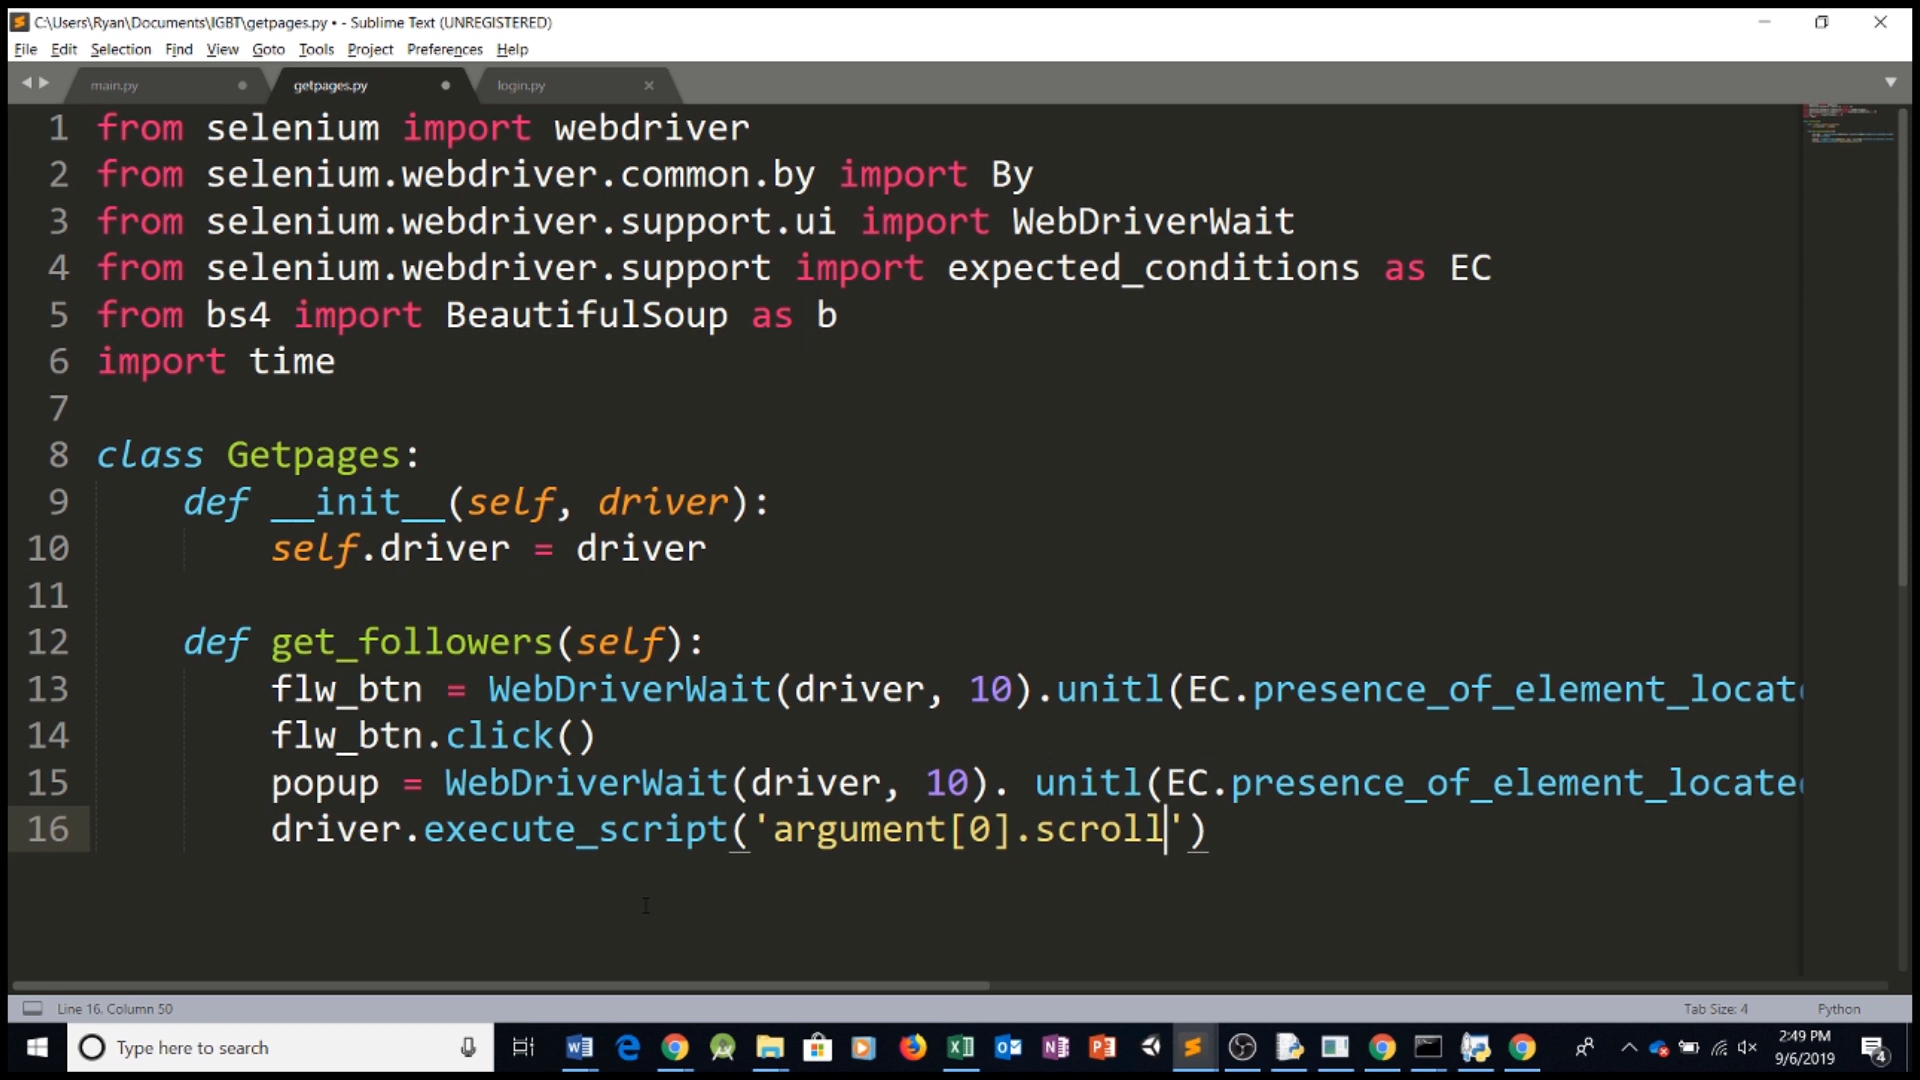 C:\Users\Ryan\Documents\IGBT\getpages.py • - Sublime Text (UNREGISTERED)
File Edit Selection Find View Goto Tools Project Preferences Help
main.py getpages.py login.py
1 from selenium import webdriver
2 from selenium.webdriver.common.by import By
3 from selenium.webdriver.support.ui import WebDriverWait
4 from selenium.webdriver.support import expected_conditions as EC
5 from bs4 import BeautifulSoup as b
6 import time
7
8 class Getpages:
9 def __init__(self, driver):
10 self.driver = driver
11
12 def get_followers(self):
13 flw_btn = WebDriverWait(driver, 10).unitl(EC.presence_of_element_locat
14 flw_btn.click()
15 popup = WebDriverWait(driver, 10). unitl(EC.presence_of_element_locate
16 driver.execute_script('argument[0].scroll')
Line 16, Column 50 Tab Size: 4 Python
Type here to search
2:49 PM
9/6/2019
4